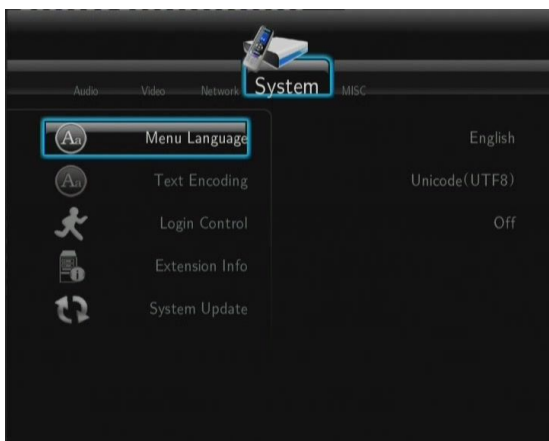 Audio Video Network System MISC
Menu Language English
Text Encoding Unicode(UTF8)
Login Control Off
Extension Info
System Update